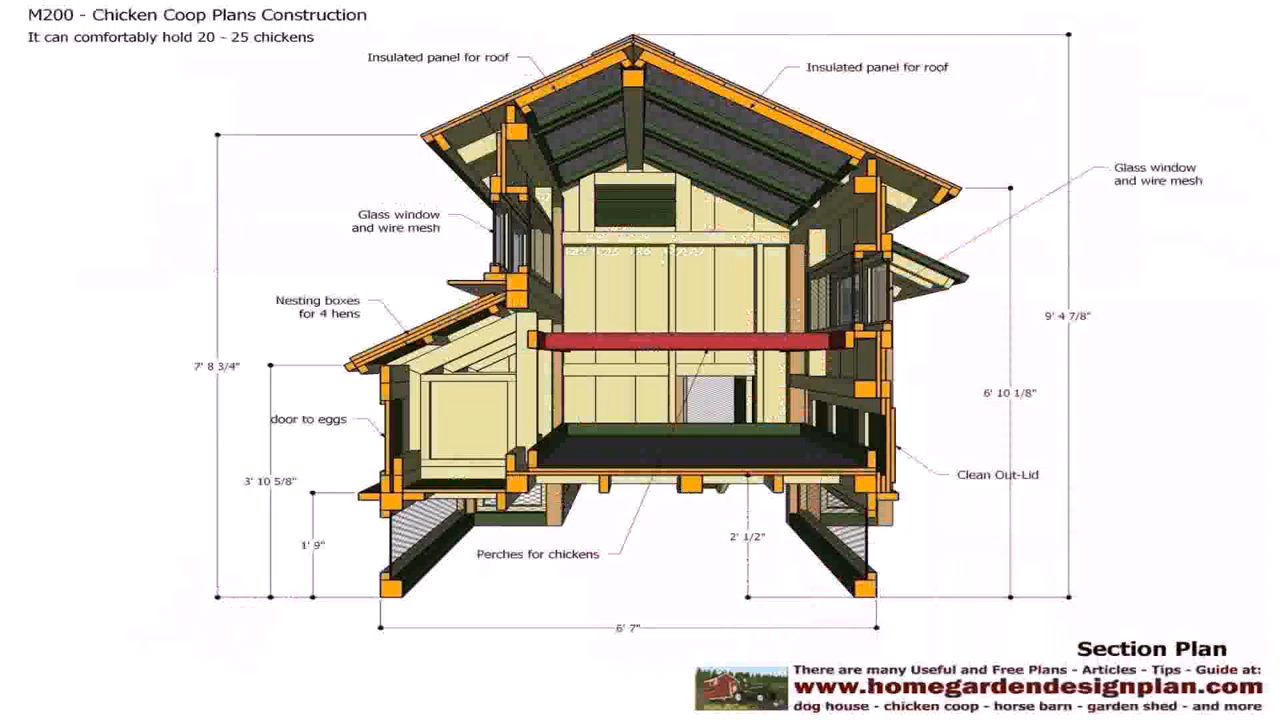 M200 - Chicken Coop Plans Construction
It can comfortably hold 20 - 25 chickens
Insulated panel for roof
Insulated panel for roof
Glass window
and wire mesh
Glass window
and wire mesh
Nesting boxes
for 4 hens
9' 4 7/8"
7' 8 3/4"
6' 10 1/8"
door to eggs
Clean Out-Lid
3' 10 5/8"
2' 1/2"
1' 9"
Perches for chickens
6' 7"
Section Plan
There are many Useful and Free Plans - Articles - Tips - Guide at:
www.homegardendesignplan.com
dog house - chicken coop - horse barn - garden shed - and more